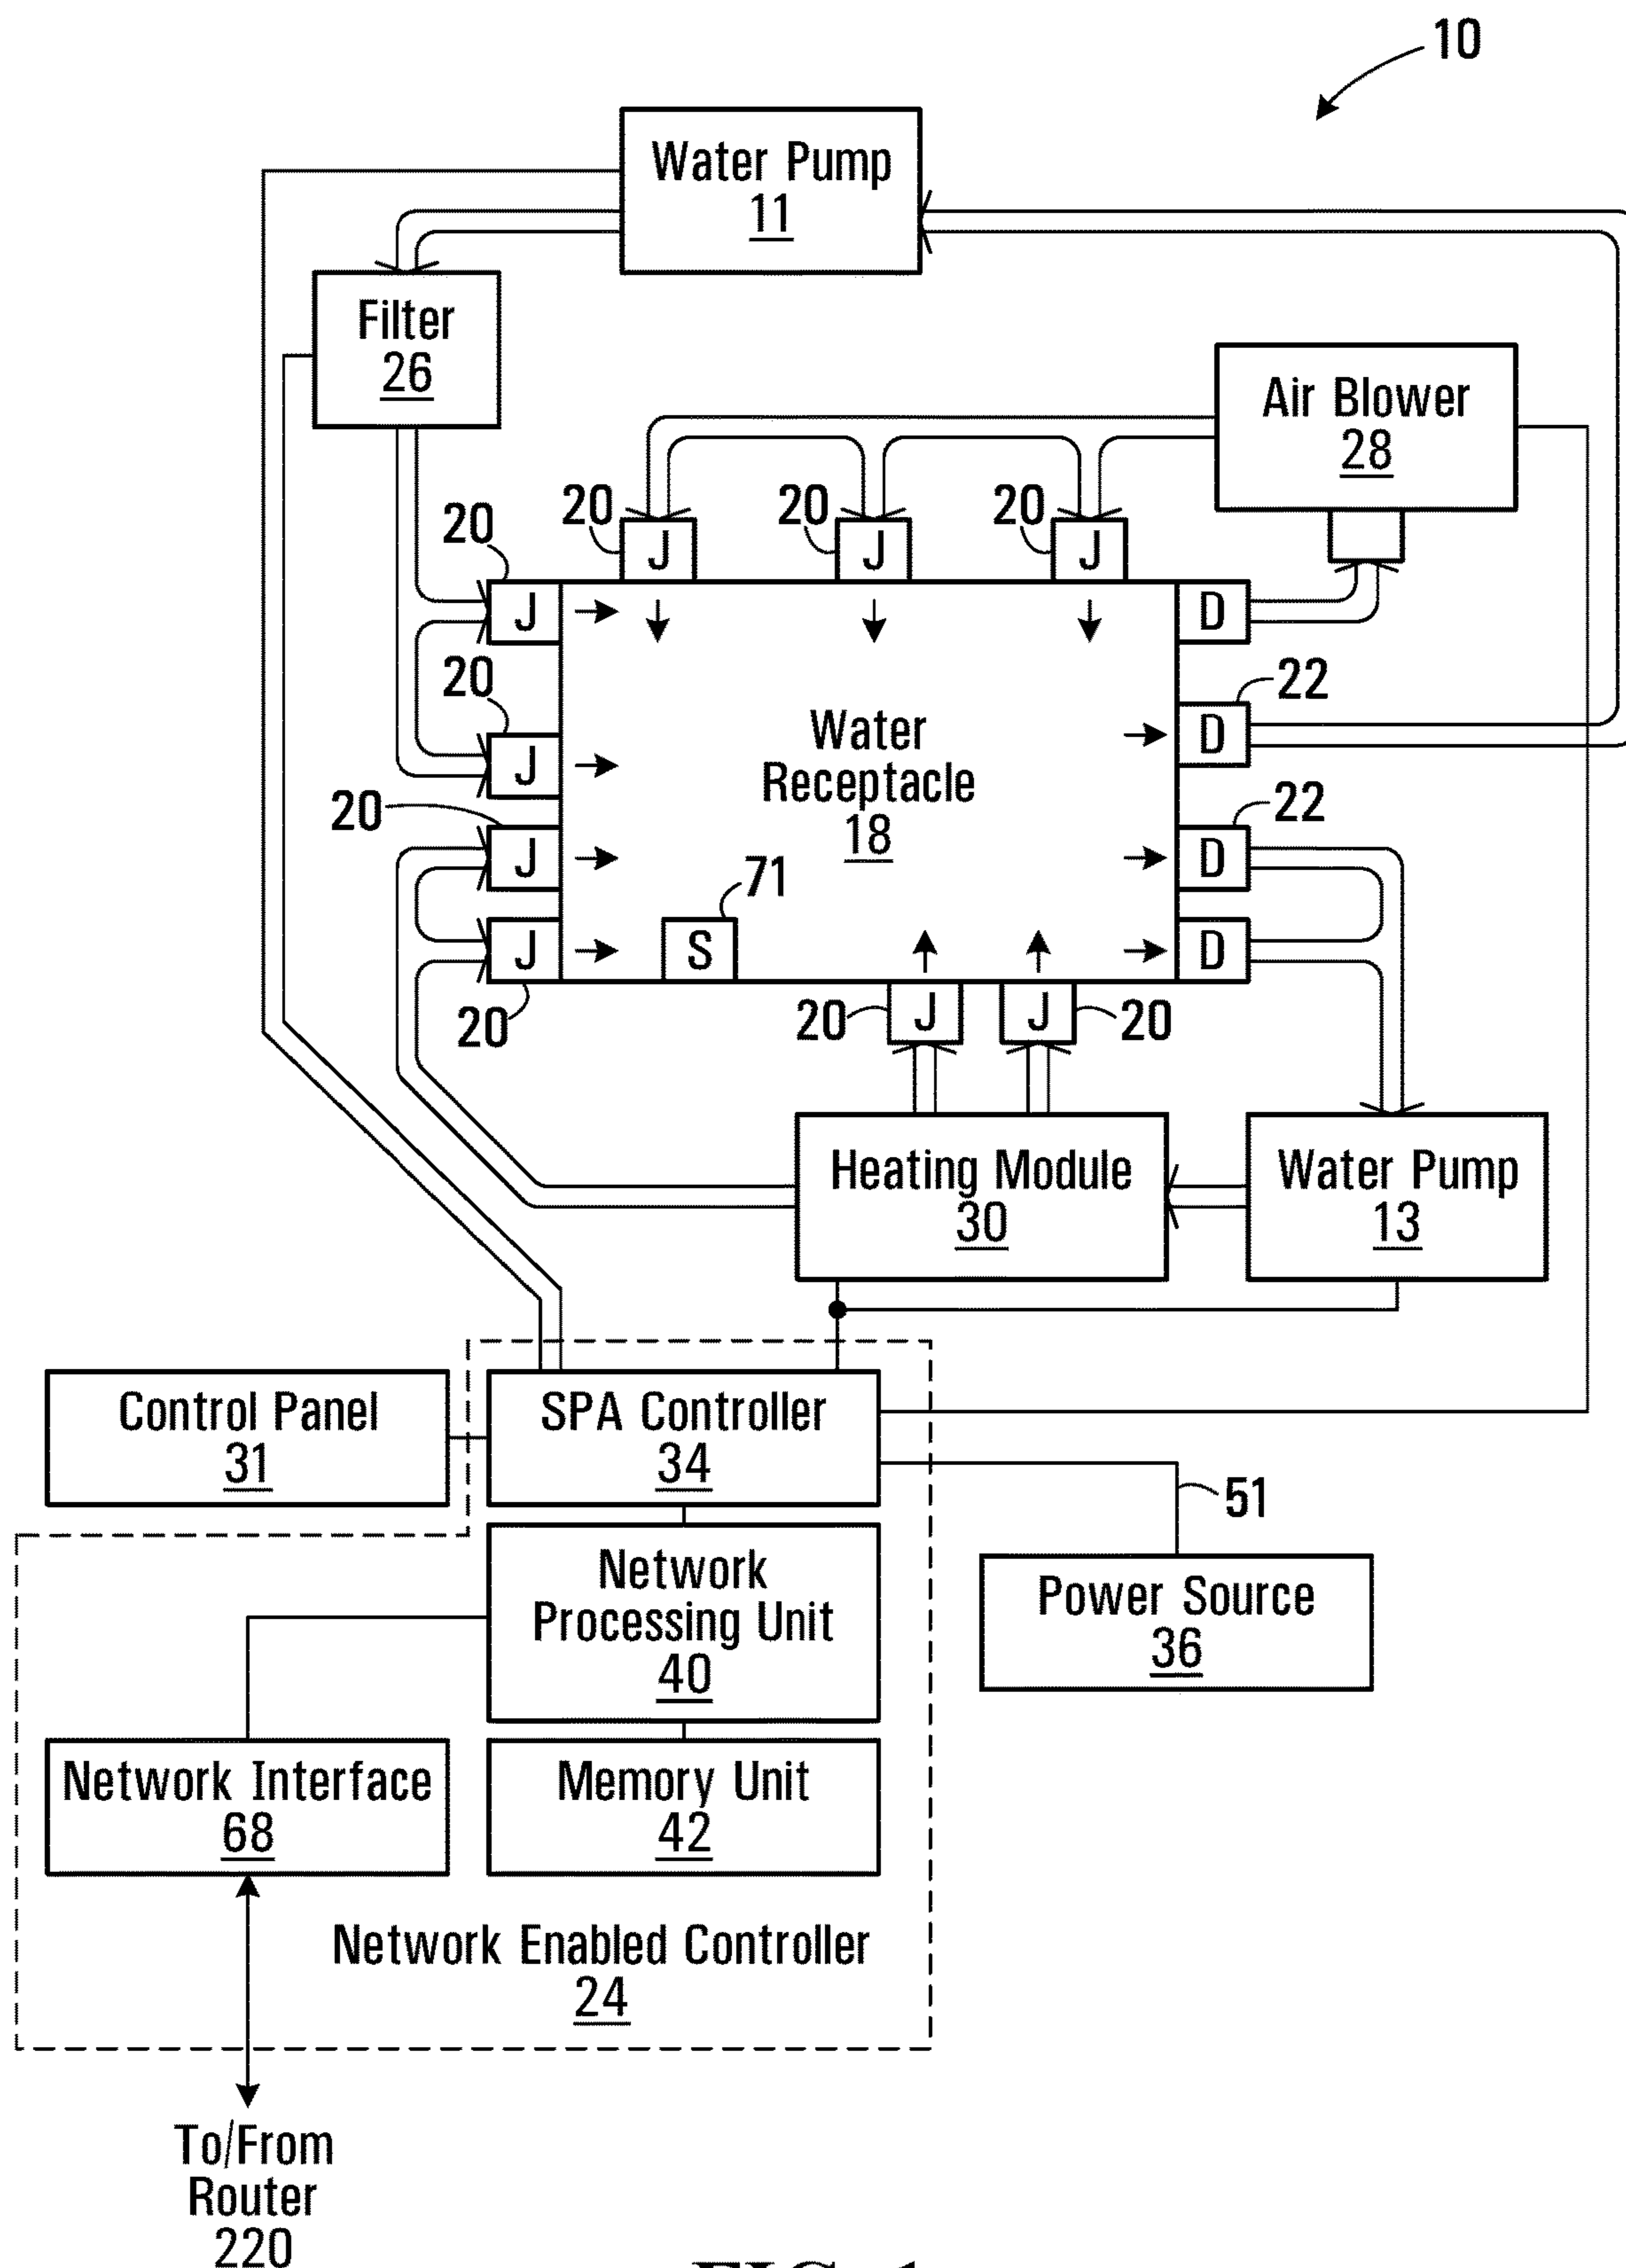 10
Water Pump
11
Filter
26
Air Blower
28
20
20
20
20
J
J
J
J
D
20
22
Water
Receptacle
18
J
D
20
22
J
D
71
J
S
D
20
20
J
J
20
Heating Module
30
Water Pump
13
Control Panel
31
SPA Controller
34
51
Network
Processing Unit
40
Power Source
36
Network Interface
68
Memory Unit
42
Network Enabled Controller
24
To/From
Router
220